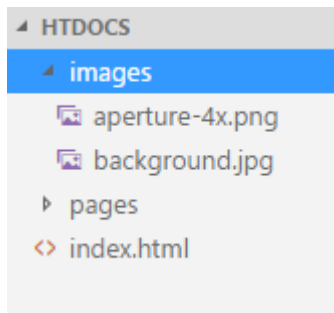 HTDOCS
images
aperture-4x.png
background.jpg
pages
index.html